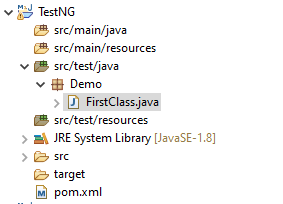 TestNG
src/main/java
src/main/resources
src/test/java
Demo
FirstClass.java
src/test/resources
JRE System Library [JavaSE-1.8]
src
target
pom.xml